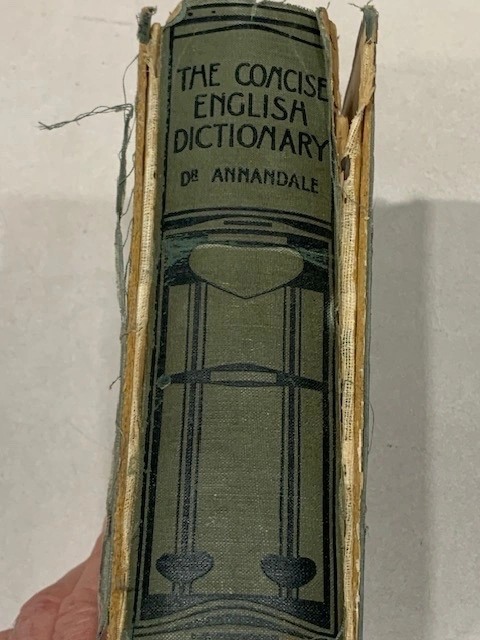 THE CONCISE
ENGLISH
DICTIONARY
DR ANNANDALE